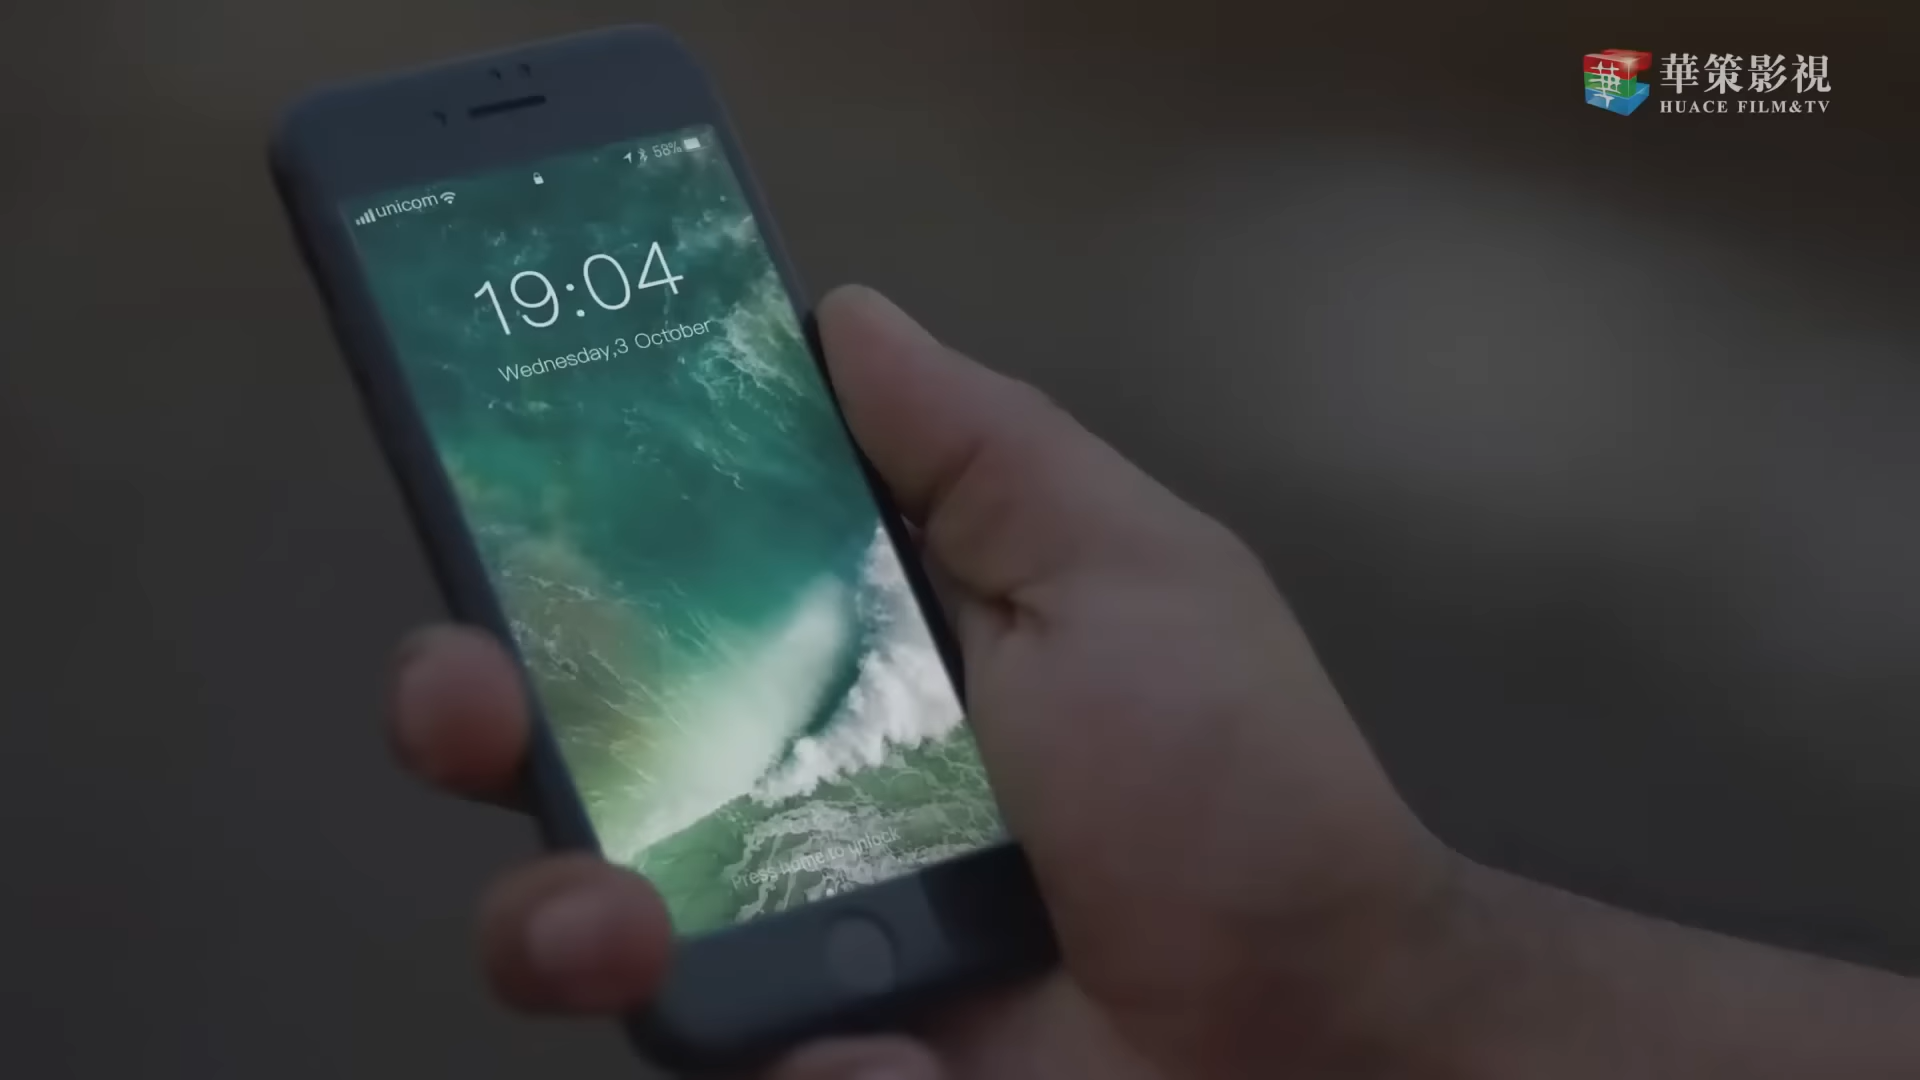 華策影視
HUACE FILM&TV
58%
unicom
19:04
Wednesday,3 October
Press home to unlock